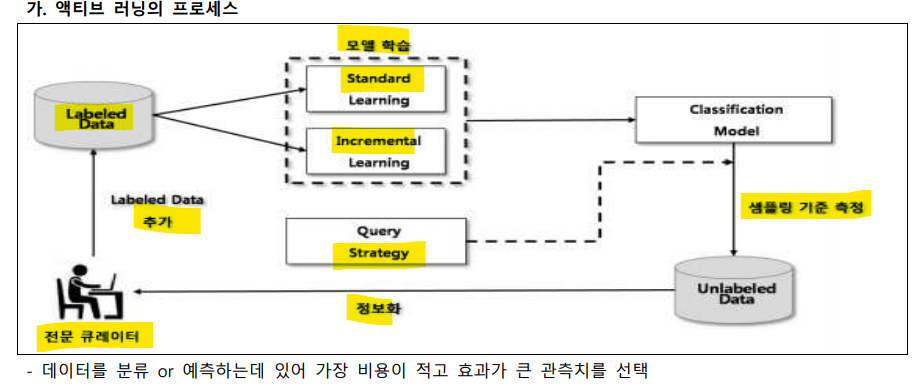 가. 액티브 러닝의 프로세스
모델 학습
Standard
Learning
Labeled
Data
Incremental
Learning
Classification
Model
Labeled Data
추가
Query
Strategy
샘플링 기준 측정
Unlabeled
Data
정보화
전문 큐레이터
- 데이터를 분류 or 예측하는데 있어 가장 비용이 적고 효과가 큰 관측치를 선택